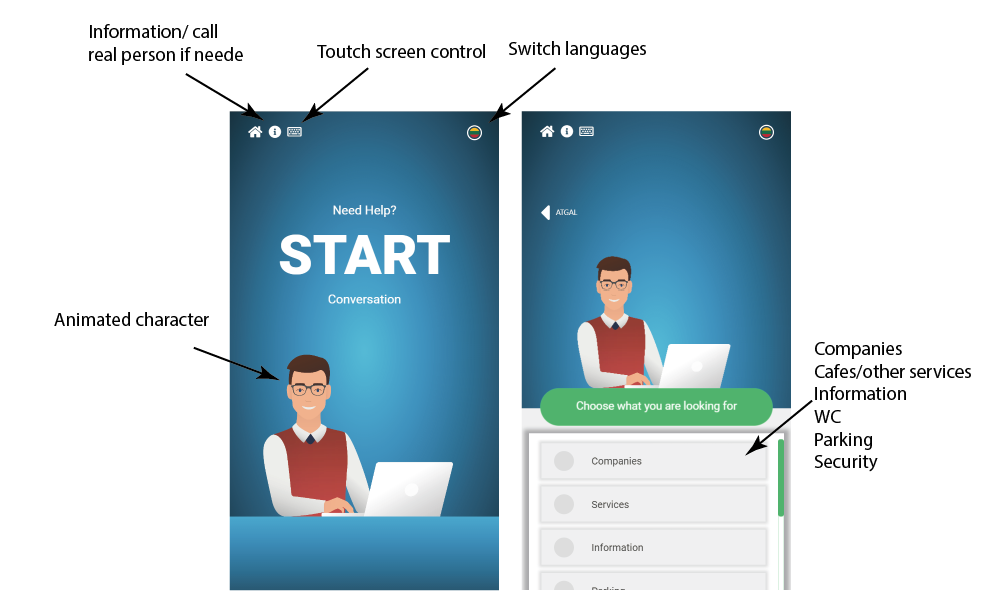 Information/ call
real person if neede
Toutch screen control
Switch languages
Need Help?
START
Conversation
Animated character
ATGAL
Choose what you are looking for
Companies
Services
Information
Parking
Companies
Cafes/other services
Information
WC
Parking
Security